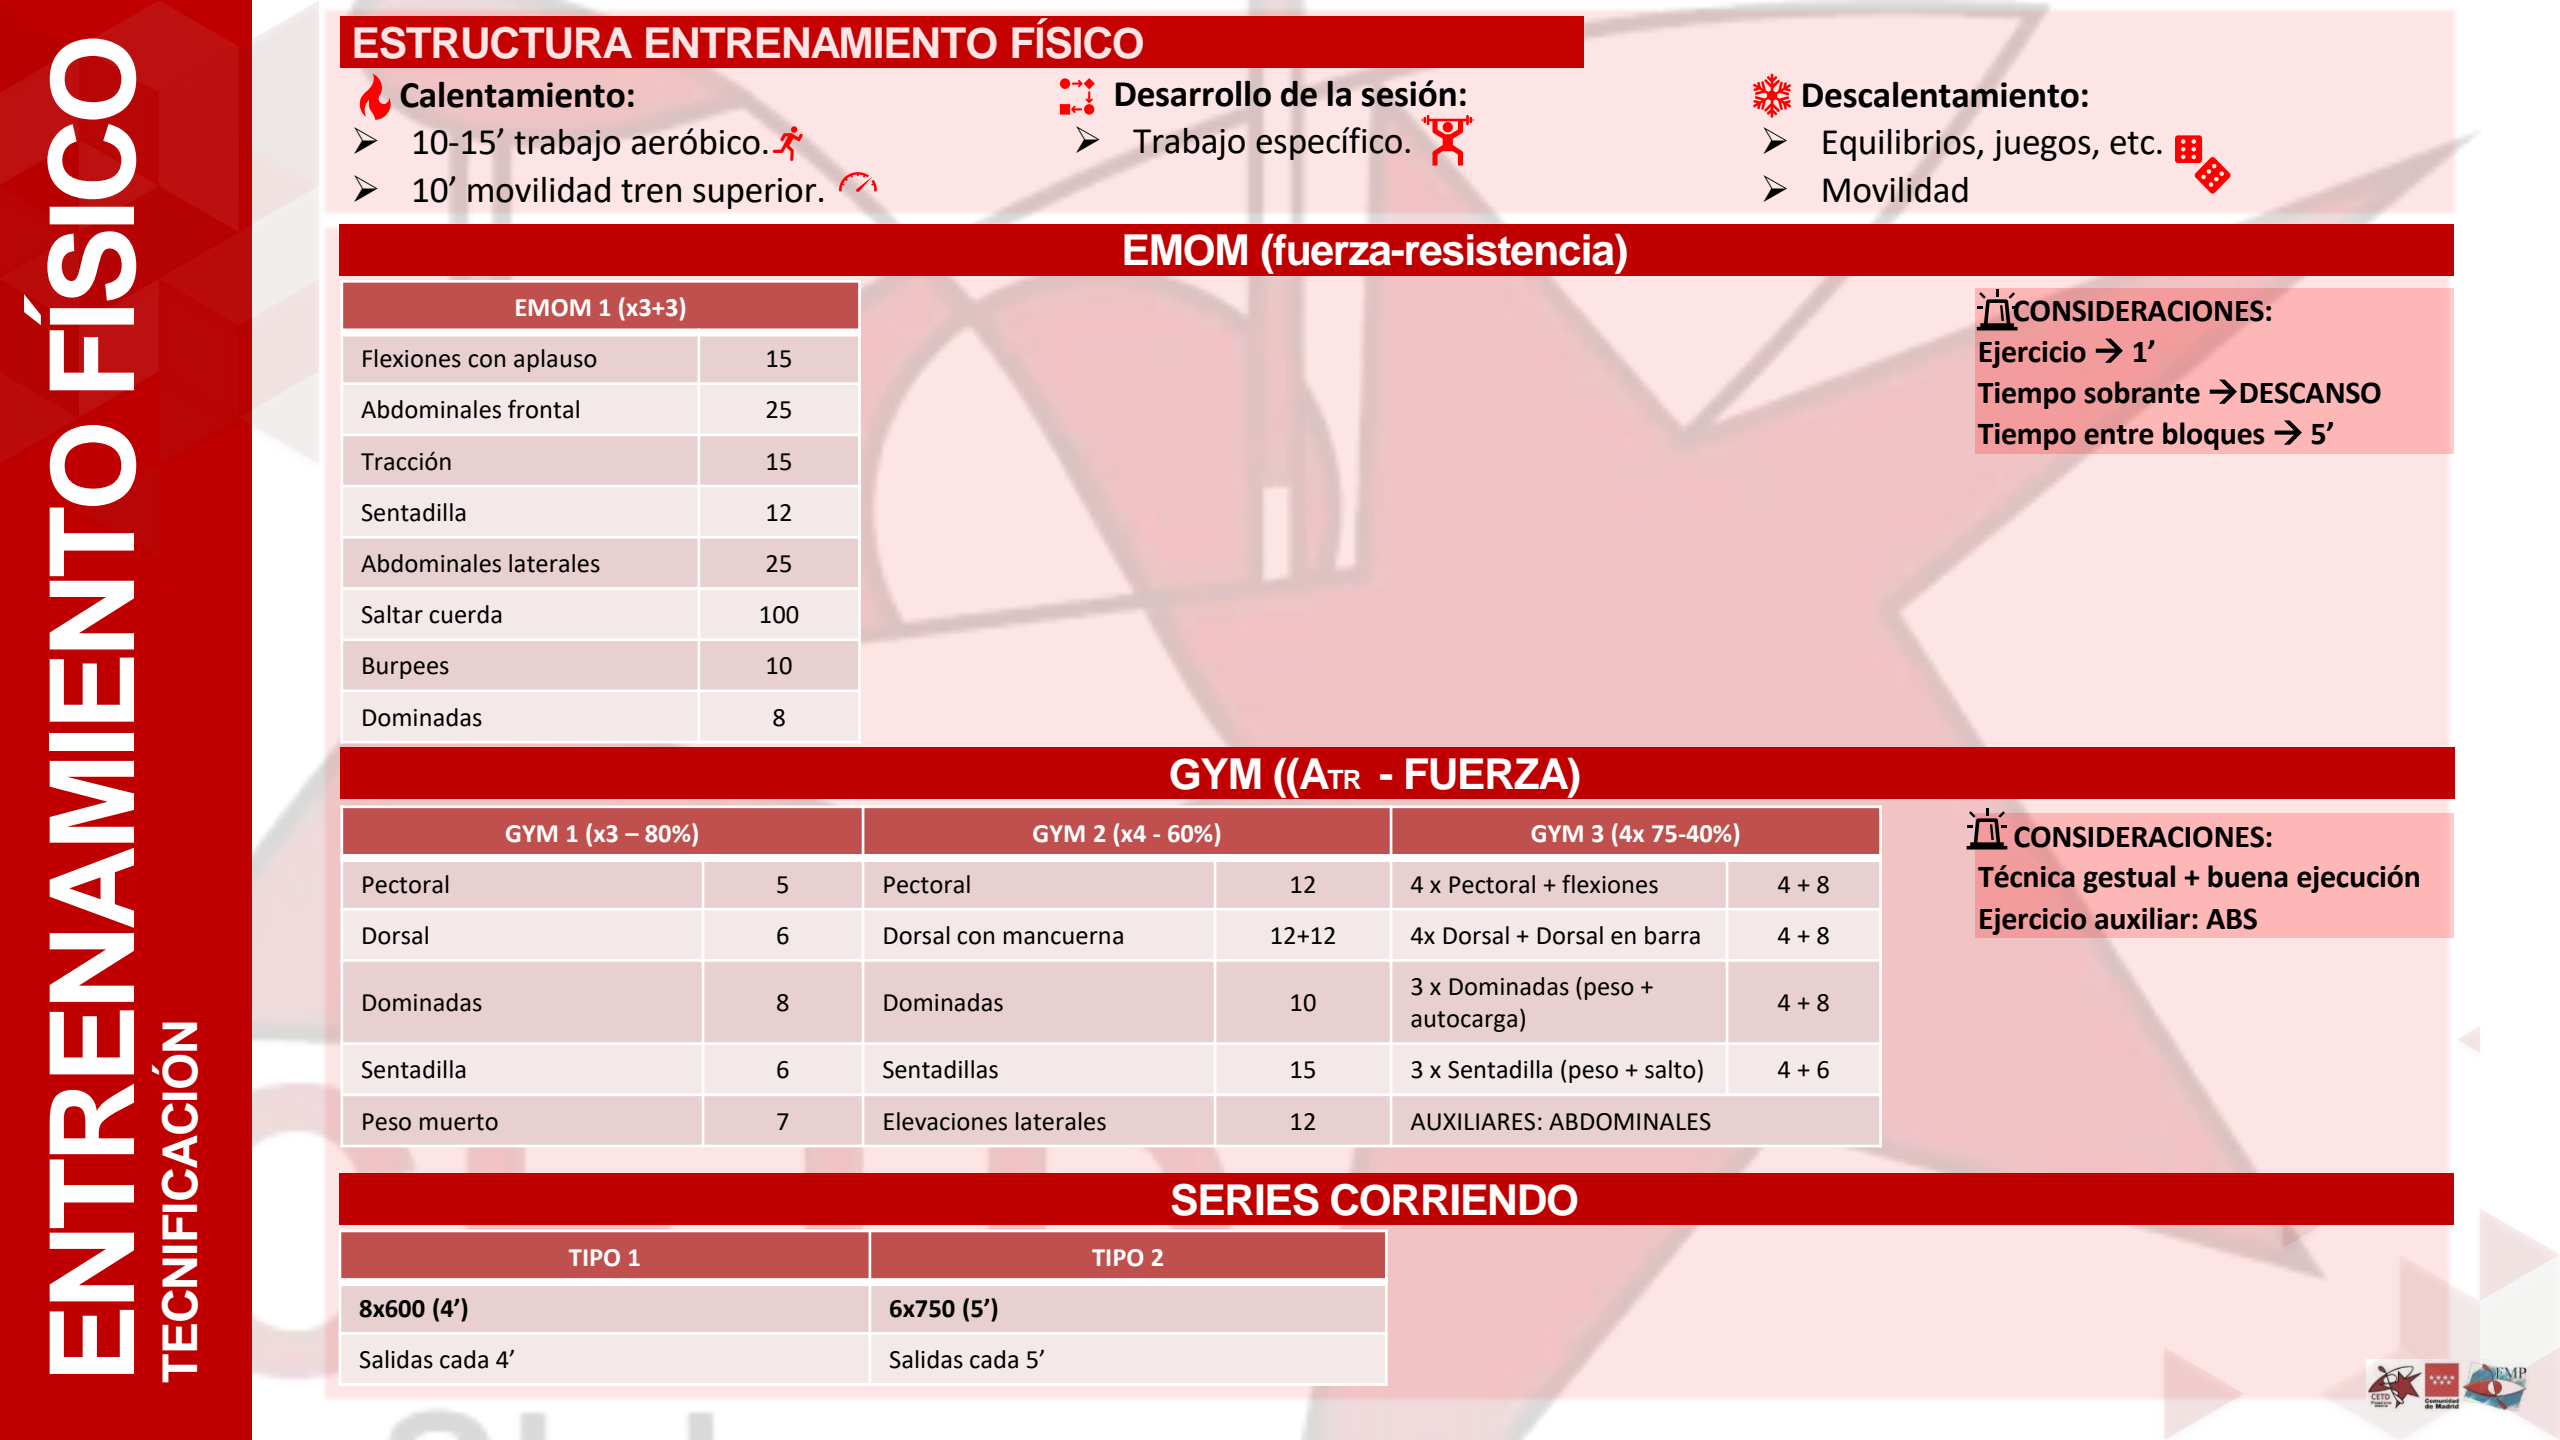 ENTRENAMIENTO FÍSICO
TECNIFICACIÓN
ESTRUCTURA ENTRENAMIENTO FÍSICO
Calentamiento:
➢ 10-15’ trabajo aeróbico.
➢ 10’ movilidad tren superior.
Desarrollo de la sesión:
➢ Trabajo específico.
Descalentamiento:
➢ Equilibrios, juegos, etc.
➢ Movilidad
EMOM (fuerza-resistencia)
EMOM 1 (x3+3)
Flexiones con aplauso 15
Abdominales frontal 25
Tracción 15
Sentadilla 12
Abdominales laterales 25
Saltar cuerda 100
Burpees 10
Dominadas 8
CONSIDERACIONES:
Ejercicio → 1’
Tiempo sobrante →DESCANSO
Tiempo entre bloques → 5’
GYM ((ATR - FUERZA)
GYM 1 (x3 – 80%) GYM 2 (x4 - 60%) GYM 3 (4x 75-40%)
Pectoral 5 Pectoral 12 4 x Pectoral + flexiones 4 + 8
Dorsal 6 Dorsal con mancuerna 12+12 4x Dorsal + Dorsal en barra 4 + 8
Dominadas 8 Dominadas 10 3 x Dominadas (peso + autocarga) 4 + 8
Sentadilla 6 Sentadillas 15 3 x Sentadilla (peso + salto) 4 + 6
Peso muerto 7 Elevaciones laterales 12 AUXILIARES: ABDOMINALES
CONSIDERACIONES:
Técnica gestual + buena ejecución
Ejercicio auxiliar: ABS
SERIES CORRIENDO
TIPO 1 TIPO 2
8x600 (4’) 6x750 (5’)
Salidas cada 4’ Salidas cada 5’
CETD
Comunidad
de Madrid
EMP